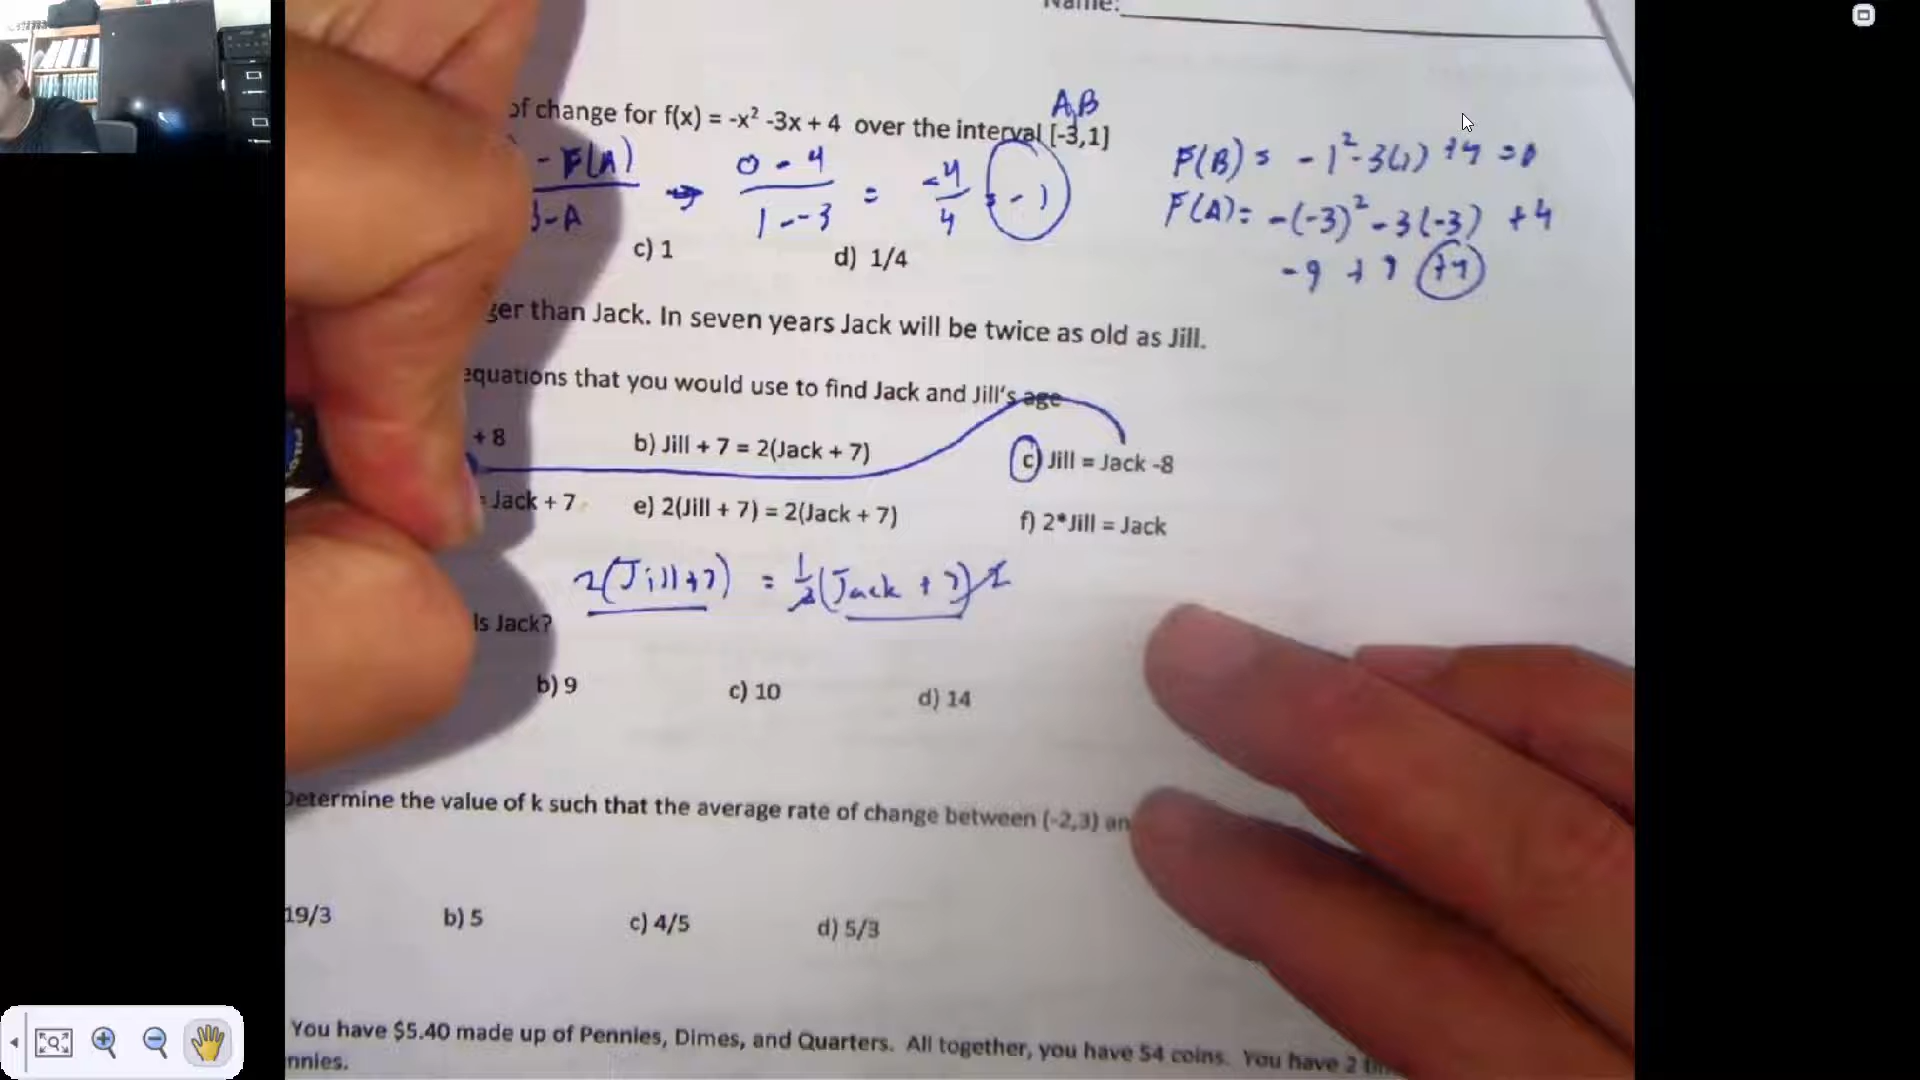 Name:
of change for f(x) = -x² -3x + 4 over the interval [-3,1]
A,B
- F(A)
B-A
0 - 4
1 - -3
=
-4
4
= -1
F(B) = -1² - 3(1) + 4 = 0
F(A) = -(-3)² - 3(-3) + 4
-9 + 9 +4
c) 1 d) 1/4
ger than Jack. In seven years Jack will be twice as old as Jill.
equations that you would use to find Jack and Jill's age
+ 8 b) Jill + 7 = 2(Jack + 7) c) Jill = Jack -8
= Jack + 7 e) 2(Jill + 7) = 2(Jack + 7) f) 2*Jill = Jack
2(Jill+7) = 1/2(Jack + 7) 2
Is Jack?
b) 9 c) 10 d) 14
Determine the value of k such that the average rate of change between (-2,3) an
19/3 b) 5 c) 4/5 d) 5/3
You have $5.40 made up of Pennies, Dimes, and Quarters. All together, you have 54 coins. You have 2
nnies.